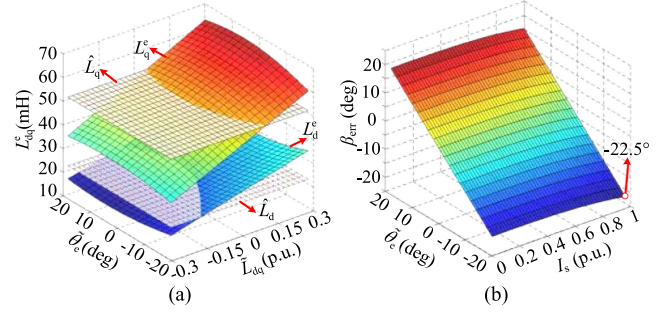 70
60
50
40
30
20
10
L^e_dq(mH)
L̂_q
L^e_q
L^e_d
L̂_d
20
10
0
-10
-20
θ̃_e(deg)
-0.3
-0.15
0
0.15
0.3
L̃_dq(p.u.)
(a)
20
10
0
-10
-20
β_err (deg)
-22.5°
20
10
0
-10
-20
θ̃_e(deg)
0
0.2
0.4
0.6
0.8
1
I_s(p.u.)
(b)